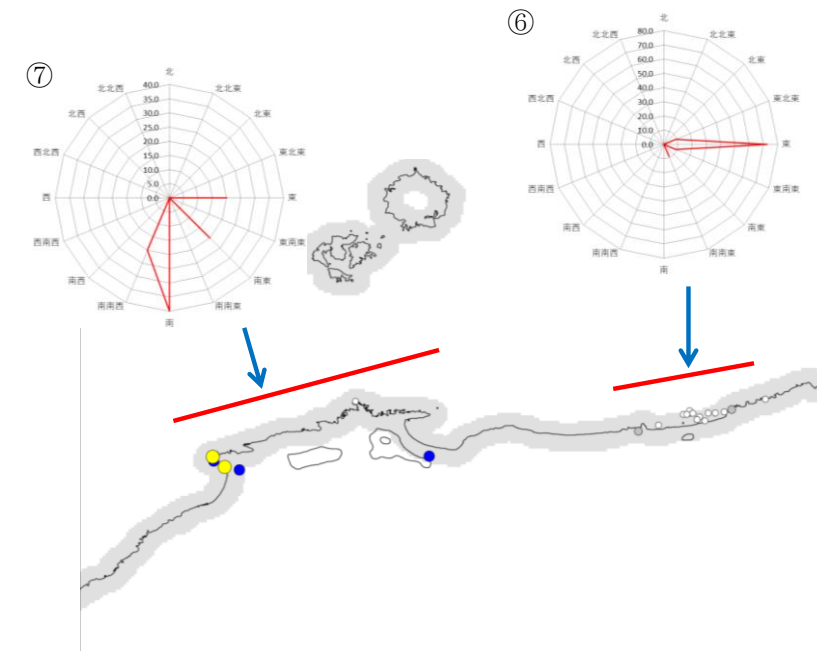 ⑦
北
北北東
北東
東北東
東
東南東
南東
南南東
南
南南西
南西
西南西
西
西北西
北西
北北西
40.0
35.0
30.0
25.0
20.0
15.0
10.0
5.0
0.0
⑥
北
北北東
北東
東北東
東
東南東
南東
南南東
南
南南西
南西
西南西
西
西北西
北西
北北西
80.0
70.0
60.0
50.0
40.0
30.0
20.0
10.0
0.0